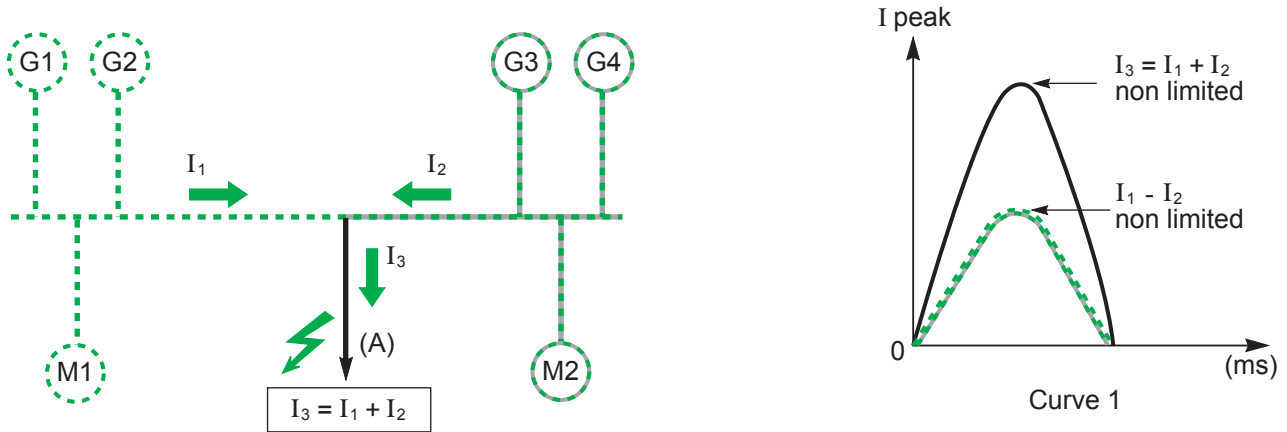 G1
G2
G3
G4
I₁
I₂
I₃
(A)
M1
M2
I₃ = I₁ + I₂
I peak
I₃ = I₁ + I₂
non limited
I₁ - I₂
non limited
0
(ms)
Curve 1